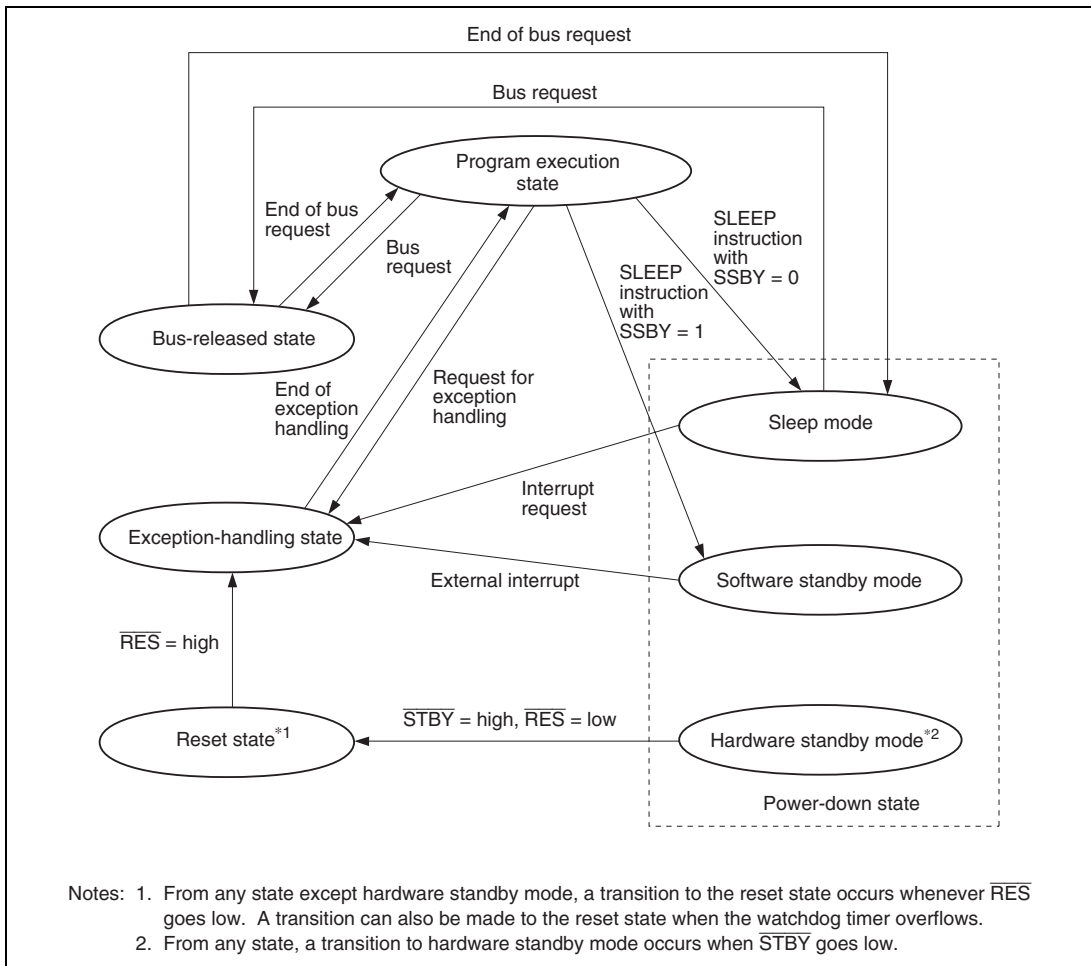 End of bus request
Bus request
Program execution
state
End of bus
request
Bus
request
SLEEP
instruction
with
SSBY = 0
SLEEP
instruction
with
SSBY = 1
Bus-released state
End of
exception
handling
Request for
exception
handling
Sleep mode
Interrupt
request
Exception-handling state
External interrupt
Software standby mode
R̅E̅S̅ = high
S̅T̅B̅Y̅ = high, R̅E̅S̅ = low
Reset state*1
Hardware standby mode*2
Power-down state
Notes: 1. From any state except hardware standby mode, a transition to the reset state occurs whenever R̅E̅S̅
goes low. A transition can also be made to the reset state when the watchdog timer overflows.
2. From any state, a transition to hardware standby mode occurs when S̅T̅B̅Y̅ goes low.